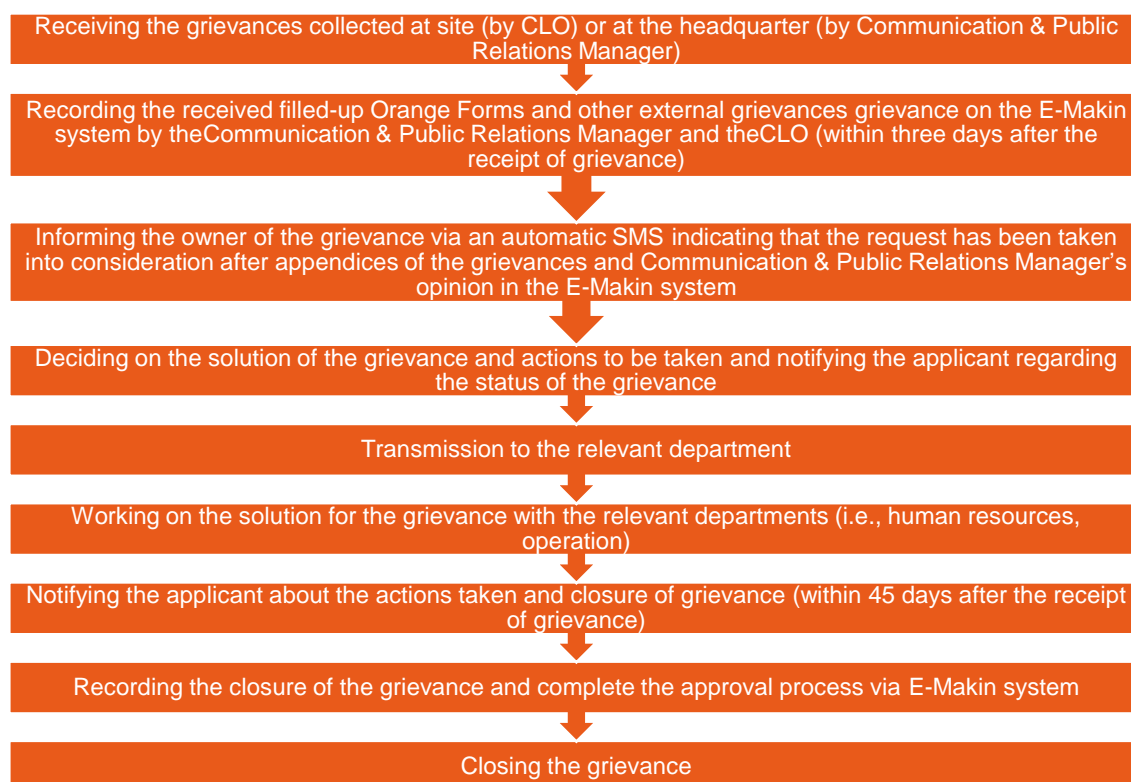 Receiving the grievances collected at site (by CLO) or at the headquarter (by Communication & Public
Relations Manager)
Recording the received filled-up Orange Forms and other external grievances grievance on the E-Makin
system by theCommunication & Public Relations Manager and theCLO (within three days after the
receipt of grievance)
Informing the owner of the grievance via an automatic SMS indicating that the request has been taken
into consideration after appendices of the grievances and Communication & Public Relations Manager’s
opinion in the E-Makin system
Deciding on the solution of the grievance and actions to be taken and notifying the applicant regarding
the status of the grievance
Transmission to the relevant department
Working on the solution for the grievance with the relevant departments (i.e., human resources,
operation)
Notifying the applicant about the actions taken and closure of grievance (within 45 days after the receipt
of grievance)
Recording the closure of the grievance and complete the approval process via E-Makin system
Closing the grievance